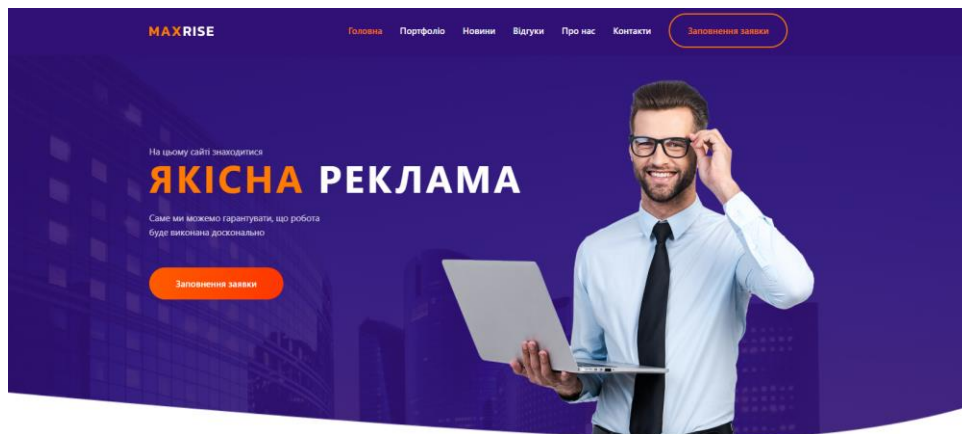 MAXRISE
Головна Портфоліо Новини Відгуки Про нас Контакти Заповнення заявки
На цьому сайті знаходитися
ЯКІСНА РЕКЛАМА
Саме ми можемо гарантувати, що робота
буде виконана досконально
Заповнення заявки